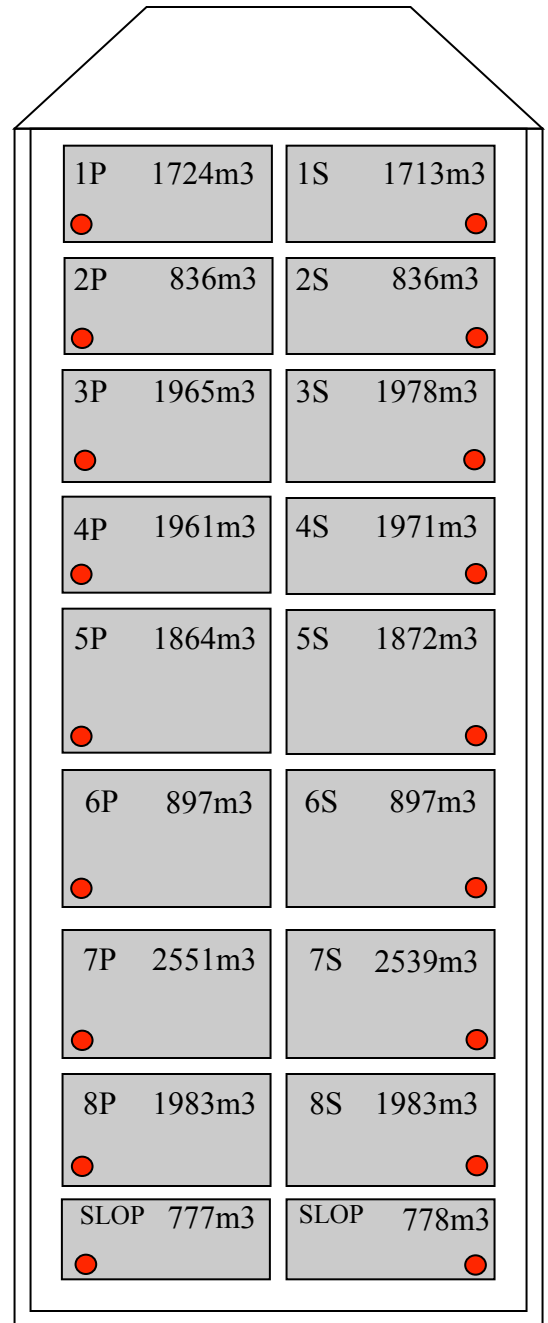 1P 1724m3 1S 1713m3
2P 836m3 2S 836m3
3P 1965m3 3S 1978m3
4P 1961m3 4S 1971m3
5P 1864m3 5S 1872m3
6P 897m3 6S 897m3
7P 2551m3 7S 2539m3
8P 1983m3 8S 1983m3
SLOP 777m3 SLOP 778m3